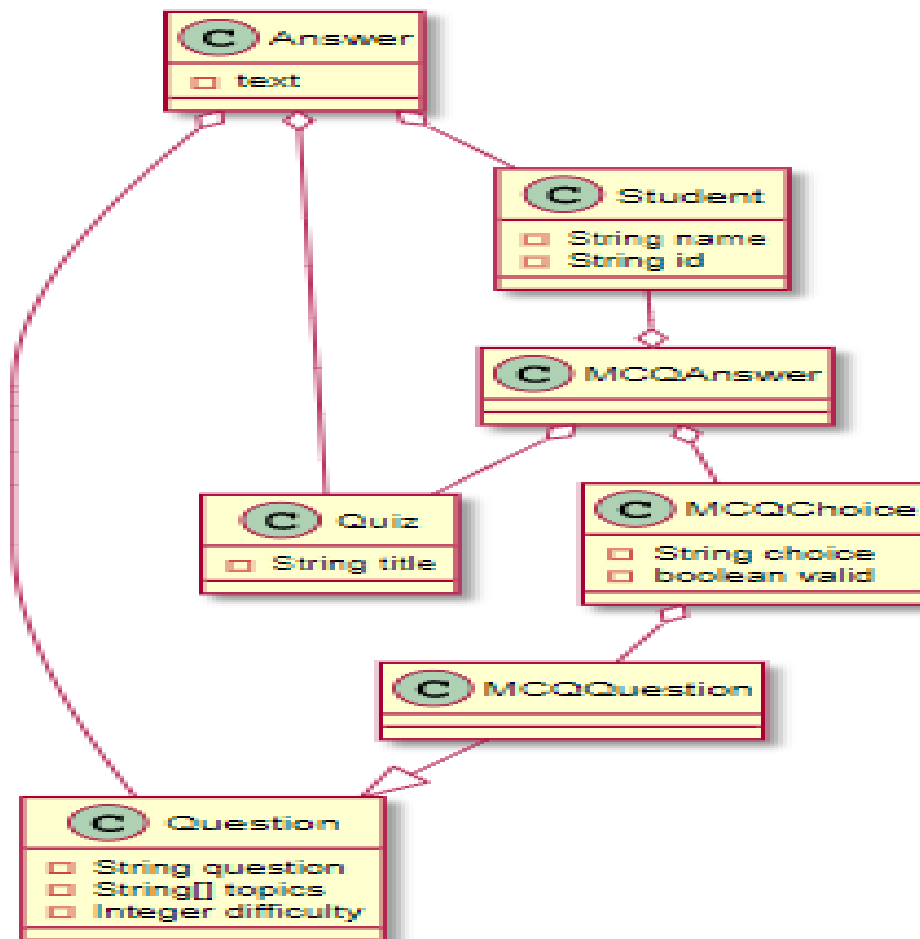 C Answer
text
C Student
String name
String id
C MCQAnswer
C Quiz
String title
C MCQChoice
String choice
boolean valid
C MCQQuestion
C Question
String question
String[] topics
Integer difficulty